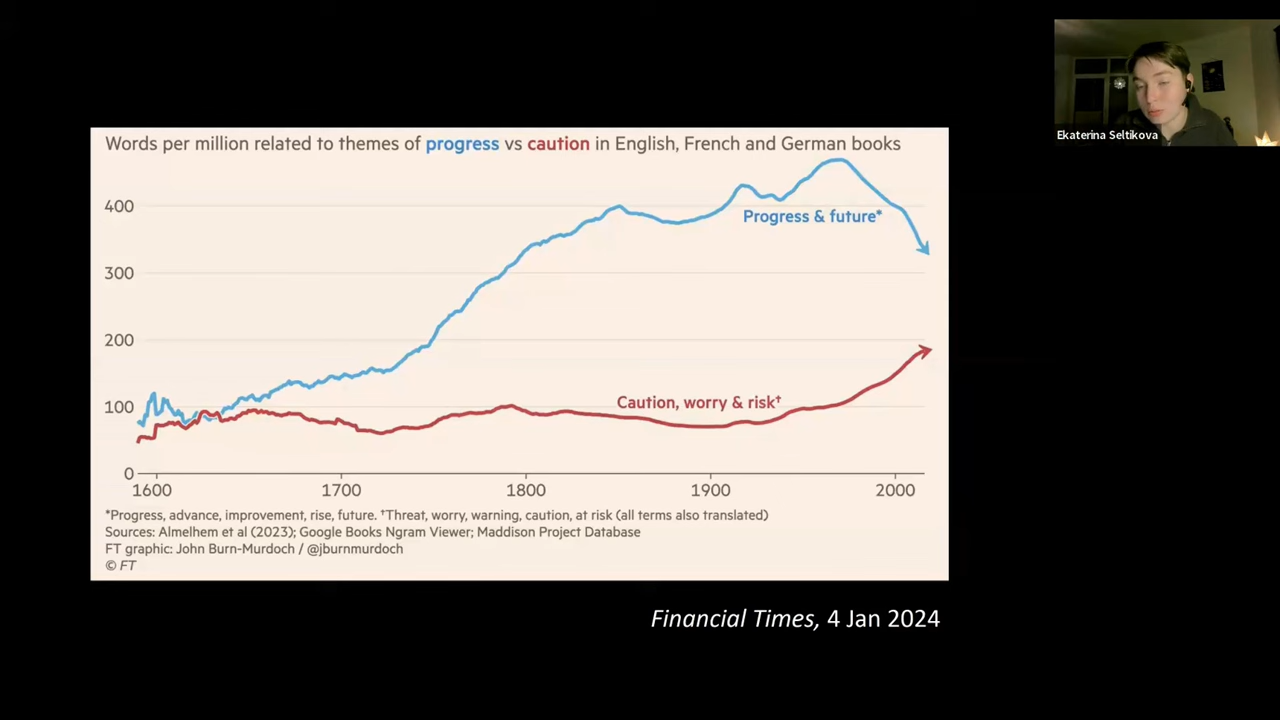 Ekaterina Seltikova
Words per million related to themes of progress vs caution in English, French and German books
400
300
200
100
0
Progress & future*
Caution, worry & risk†
1600 1700 1800 1900 2000
*Progress, advance, improvement, rise, future. †Threat, worry, warning, caution, at risk (all terms also translated)
Sources: Almelhem et al (2023); Google Books Ngram Viewer; Maddison Project Database
FT graphic: John Burn-Murdoch / @jburnmurdoch
© FT
Financial Times, 4 Jan 2024